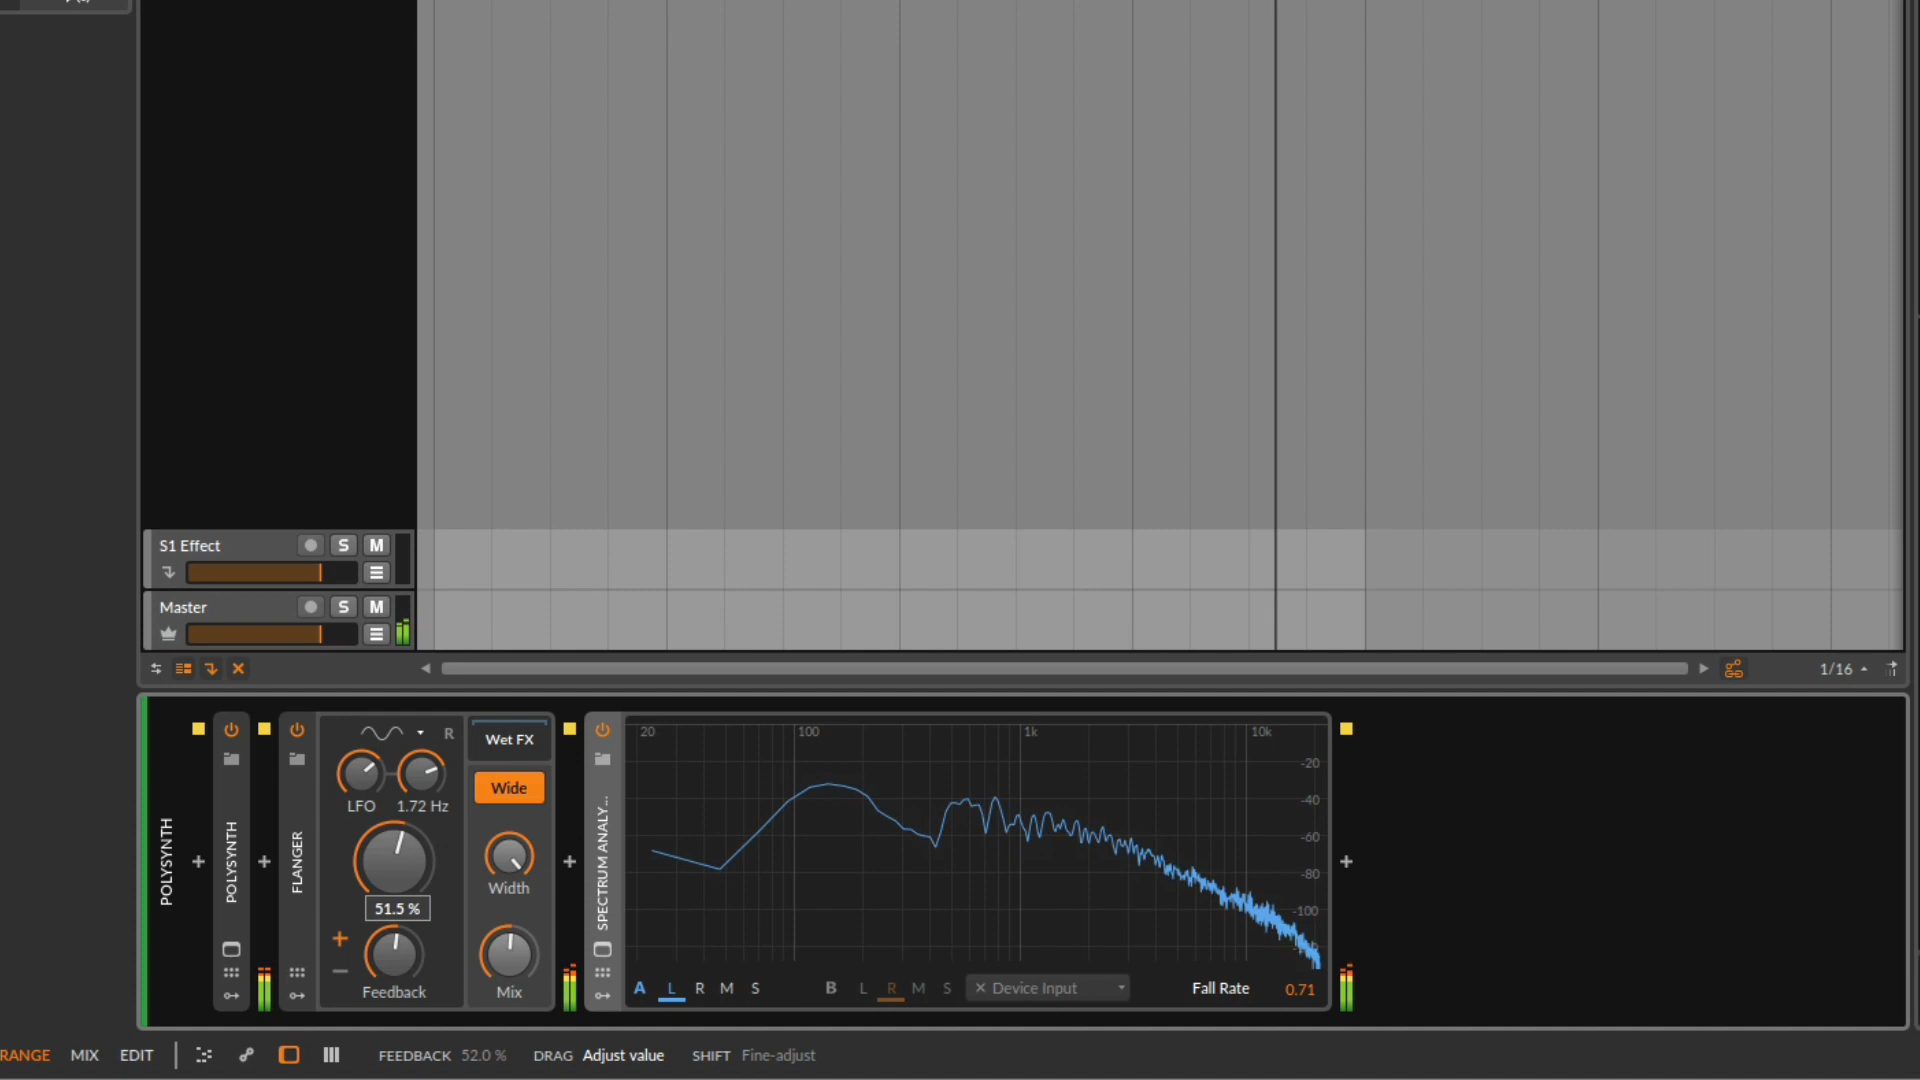 S1 Effect
S
M
Master
S
M
1/16
POLYSYNTH
POLYSYNTH
FLANGER
R
LFO
1.72 Hz
51.5 %
Feedback
Wet FX
Wide
Width
Mix
SPECTRUM ANALY...
20
100
1k
10k
-20
-40
-60
-80
-100
A L R M S
B L R M S
Device Input
Fall Rate 0.71
RANGE MIX EDIT
FEEDBACK 52.0 % DRAG Adjust value SHIFT Fine-adjust